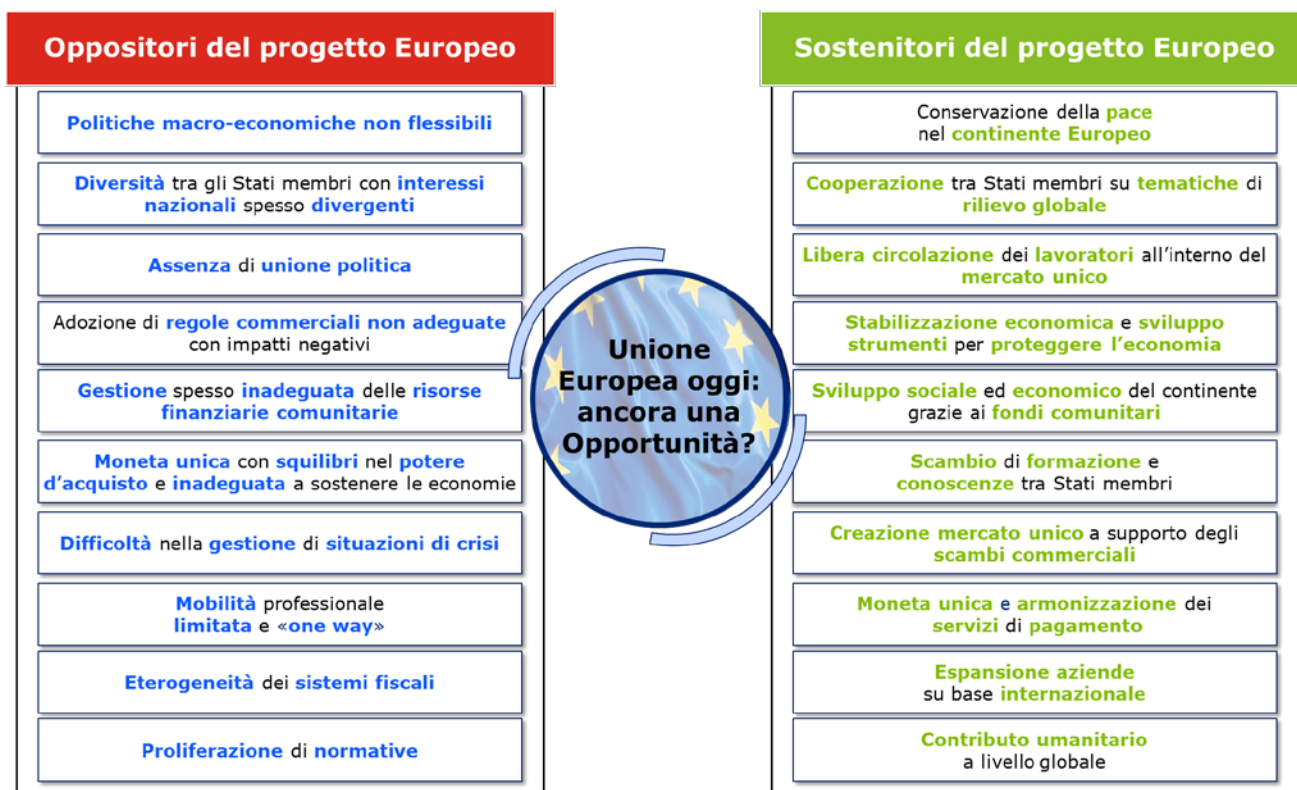 Oppositori del progetto Europeo
Politiche macro-economiche non flessibili
Diversità tra gli Stati membri con interessi
nazionali spesso divergenti
Assenza di unione politica
Adozione di regole commerciali non adeguate
con impatti negativi
Gestione spesso inadeguata delle risorse
finanziarie comunitarie
Moneta unica con squilibri nel potere
d'acquisto e inadeguata a sostenere le economie
Difficoltà nella gestione di situazioni di crisi
Mobilità professionale
limitata e «one way»
Eterogeneità dei sistemi fiscali
Proliferazione di normative
Unione
Europea oggi:
ancora una
Opportunità?
Sostenitori del progetto Europeo
Conservazione della pace
nel continente Europeo
Cooperazione tra Stati membri su tematiche di
rilievo globale
Libera circolazione dei lavoratori all'interno del
mercato unico
Stabilizzazione economica e sviluppo
strumenti per proteggere l'economia
Sviluppo sociale ed economico del continente
grazie ai fondi comunitari
Scambio di formazione e
conoscenze tra Stati membri
Creazione mercato unico a supporto degli
scambi commerciali
Moneta unica e armonizzazione dei
servizi di pagamento
Espansione aziende
su base internazionale
Contributo umanitario
a livello globale